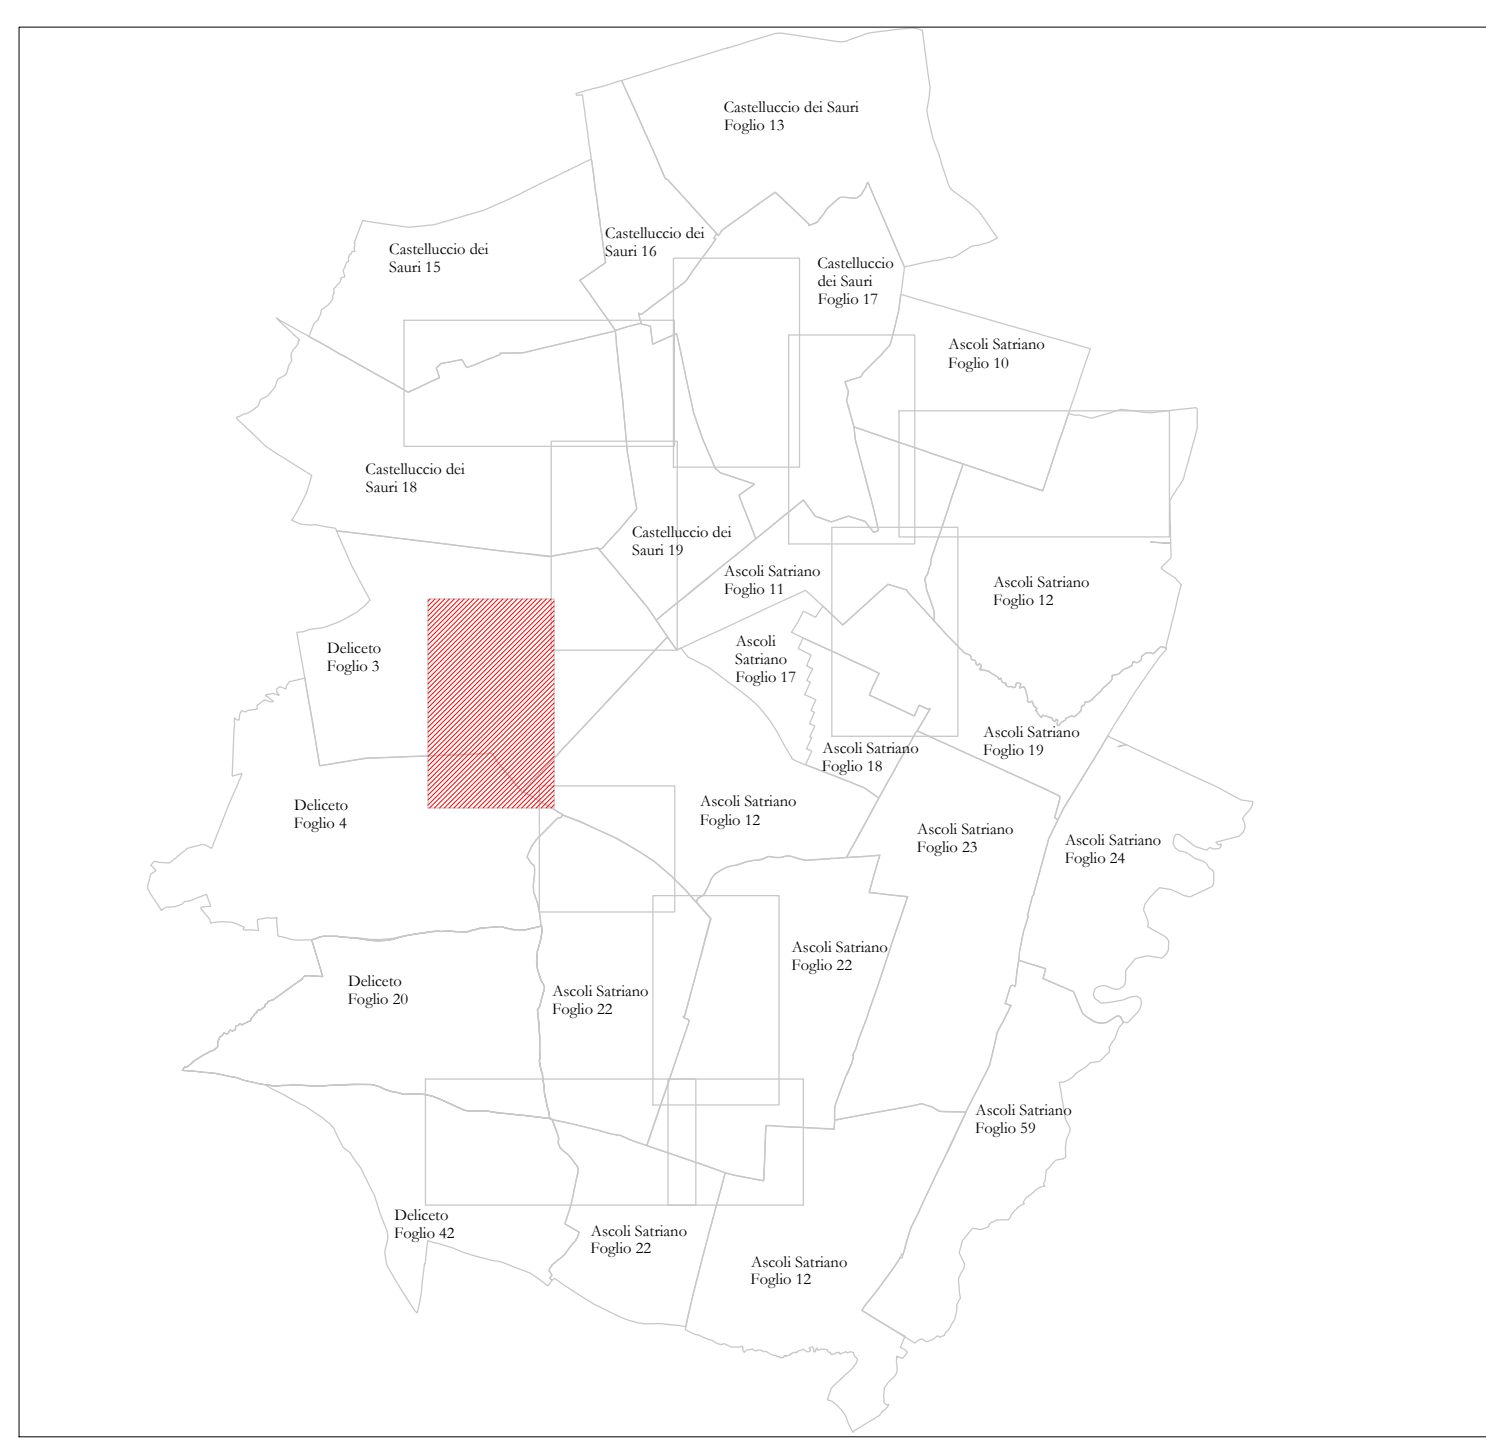 Castelluccio dei Sauri
Foglio 13
Castelluccio dei
Sauri 16
Castelluccio dei
Sauri 15
Castelluccio
dei Sauri
Foglio 17
Ascoli Satriano
Foglio 10
Castelluccio dei
Sauri 18
Castelluccio dei
Sauri 19
Ascoli Satriano
Foglio 11
Ascoli Satriano
Foglio 12
Deliceto
Foglio 3
Ascoli
Satriano
Foglio 17
Ascoli Satriano
Foglio 18
Ascoli Satriano
Foglio 19
Deliceto
Foglio 4
Ascoli Satriano
Foglio 12
Ascoli Satriano
Foglio 23
Ascoli Satriano
Foglio 24
Deliceto
Foglio 20
Ascoli Satriano
Foglio 22
Ascoli Satriano
Foglio 22
Ascoli Satriano
Foglio 59
Deliceto
Foglio 42
Ascoli Satriano
Foglio 22
Ascoli Satriano
Foglio 12